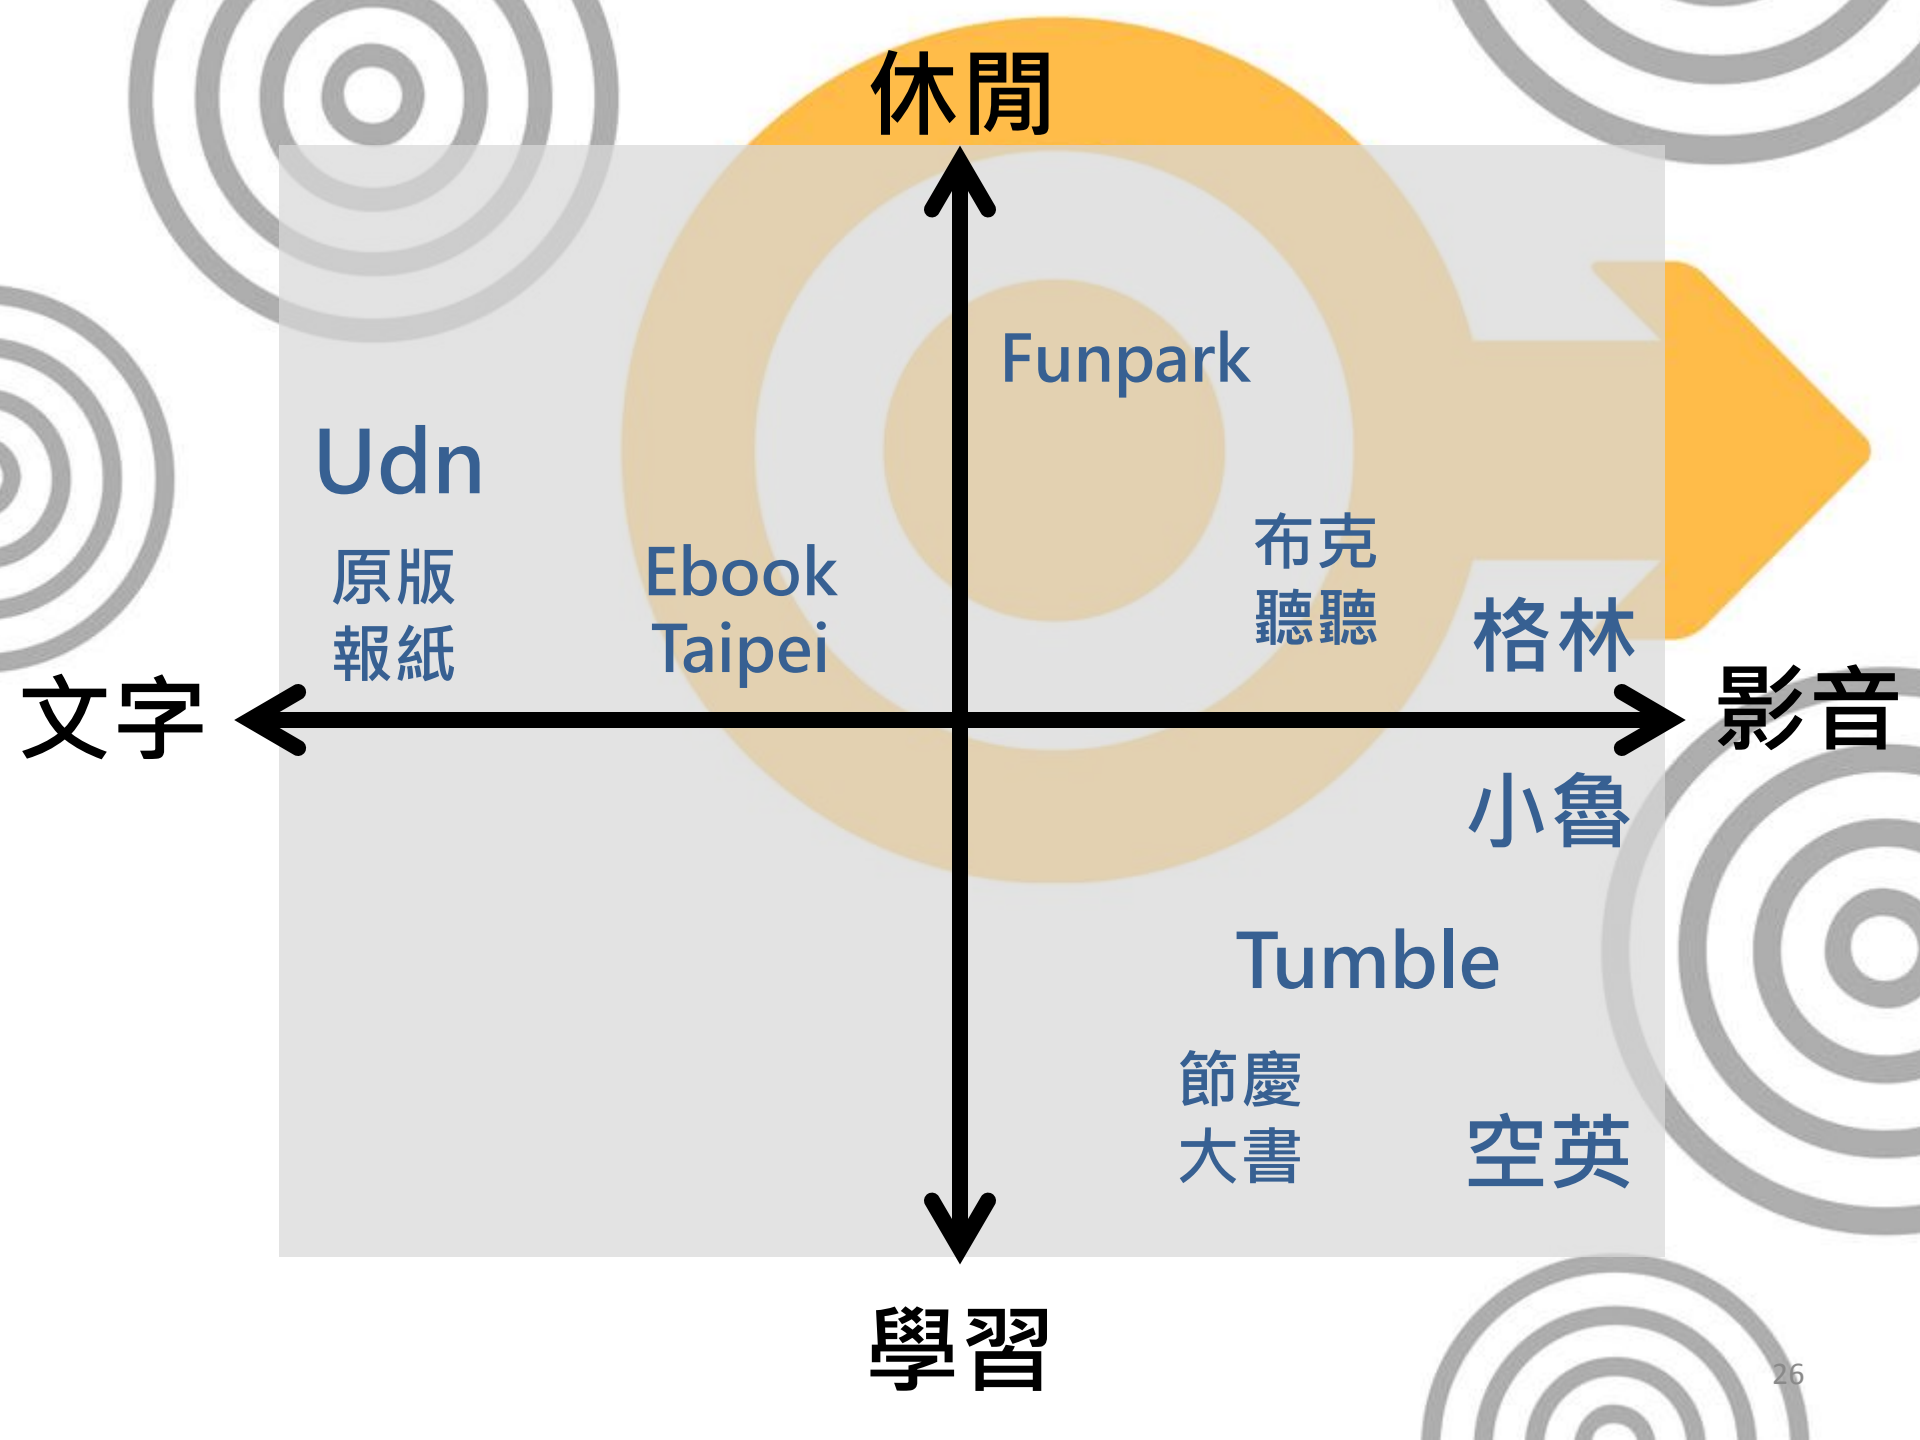 休閒
Funpark
Udn
布克
聽聽
原版
報紙
Ebook
Taipei
格林
文字
影音
小魯
Tumble
節慶
大書
空英
學習
26